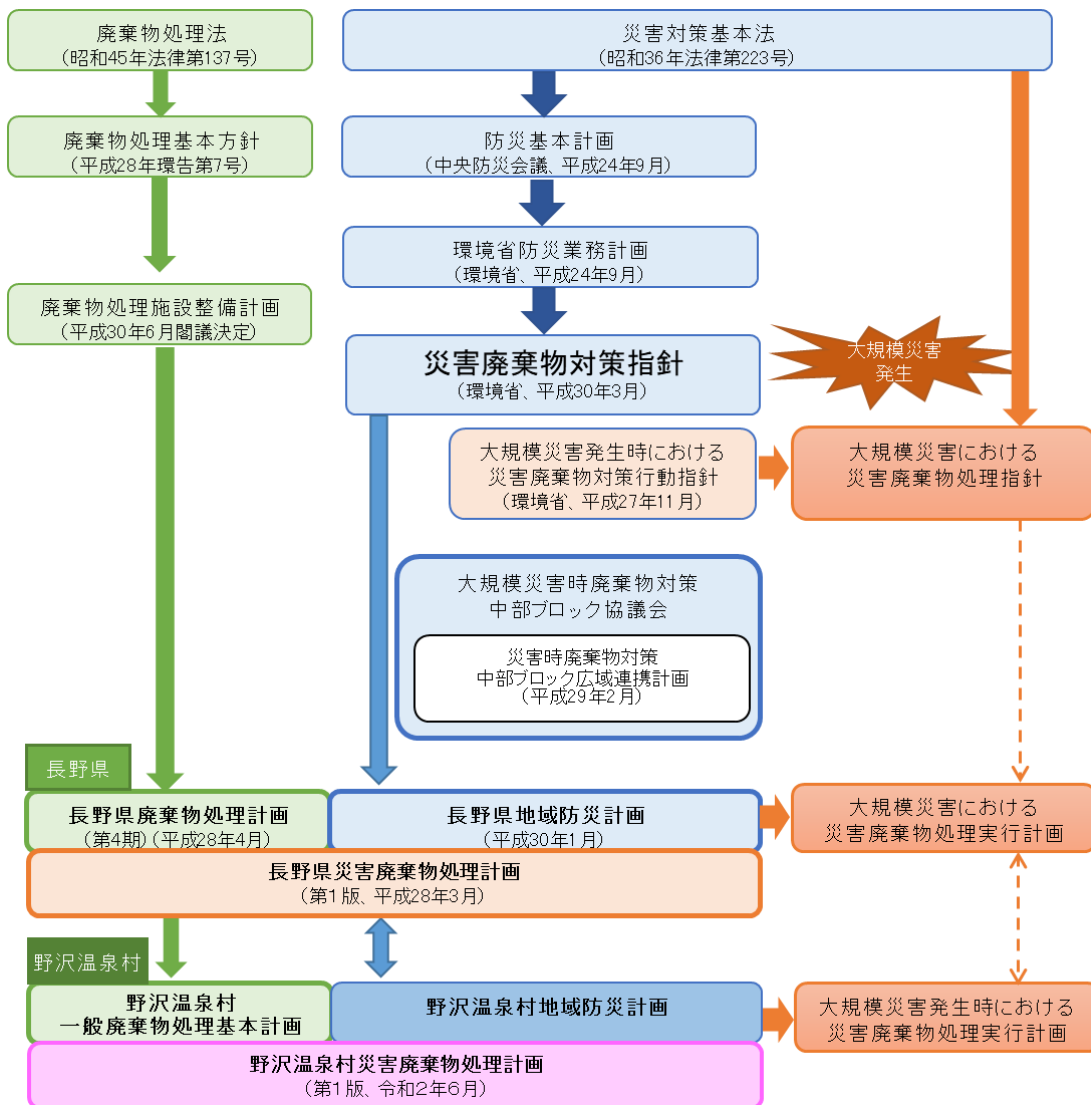 廃棄物処理法
(昭和45年法律第137号)
災害対策基本法
(昭和36年法律第223号)
廃棄物処理基本方針
(平成28年環告第7号)
防災基本計画
(中央防災会議、平成24年9月)
環境省防災業務計画
(環境省、平成24年9月)
廃棄物処理施設整備計画
(平成30年6月閣議決定)
災害廃棄物対策指針
(環境省、平成30年3月)
大規模災害
発生
大規模災害発生時における
災害廃棄物対策行動指針
(環境省、平成27年11月)
大規模災害における
災害廃棄物処理指針
大規模災害時廃棄物対策
中部ブロック協議会
災害時廃棄物対策
中部ブロック広域連携計画
(平成29年2月)
長野県
長野県廃棄物処理計画
(第4期)(平成28年4月)
長野県地域防災計画
(平成30年1月)
大規模災害における
災害廃棄物処理実行計画
長野県災害廃棄物処理計画
(第1版、平成28年3月)
野沢温泉村
野沢温泉村
一般廃棄物処理基本計画
野沢温泉村地域防災計画
大規模災害発生時における
災害廃棄物処理実行計画
野沢温泉村災害廃棄物処理計画
(第1版、令和2年6月)